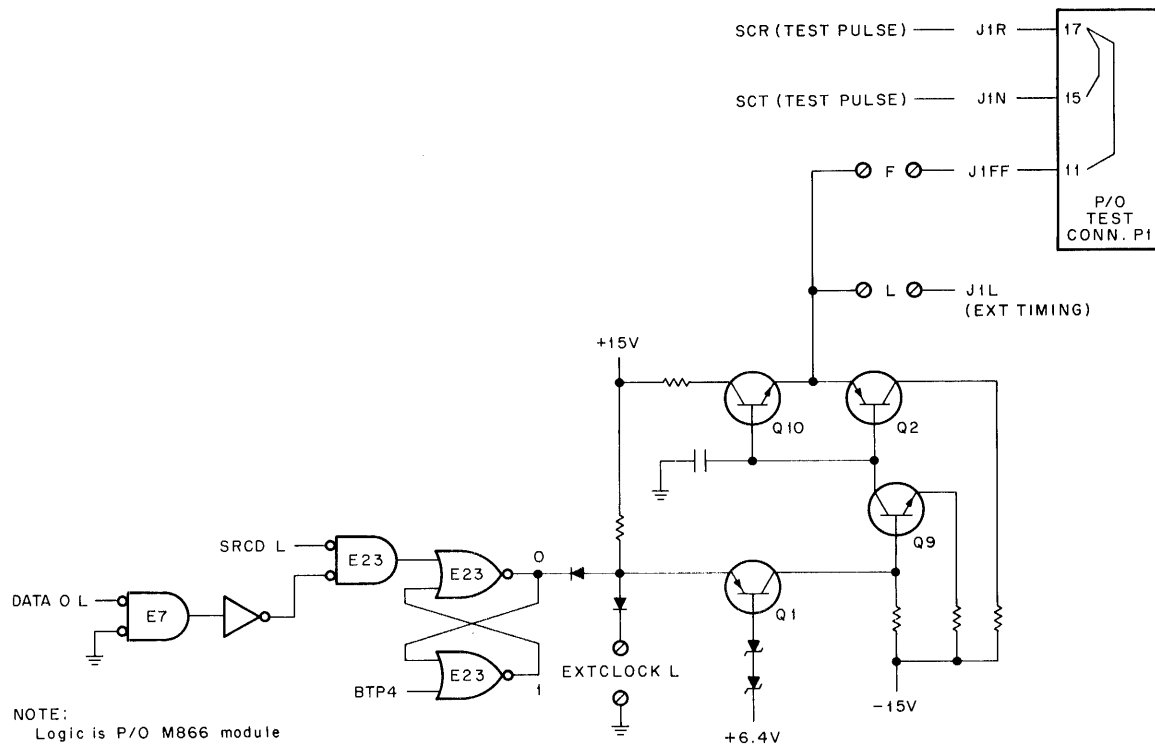 SCR (TEST PULSE) J1R 17
SCT (TEST PULSE) J1N 15
F J1FF 11
P/O
TEST
CONN. P1
L J1L
(EXT TIMING)
+15V
Q10 Q2
Q9
SRCD L E23 E23 0
DATA 0 L E7 Q1
EXTCLOCK L
BTP4 E23 1
-15V
+6.4V
NOTE:
Logic is P/O M866 module